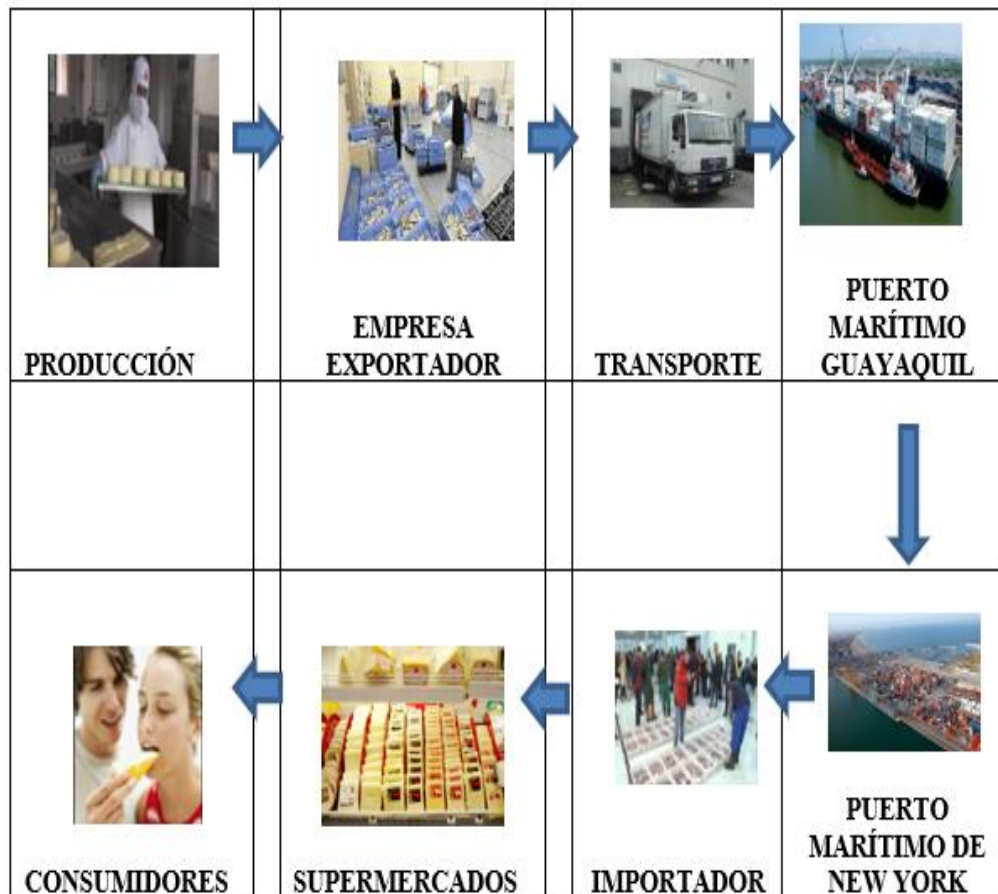 PRODUCCIÓN
EMPRESA
EXPORTADOR
TRANSPORTE
PUERTO
MARÍTIMO
GUAYAQUIL
PUERTO
MARÍTIMO DE
NEW YORK
IMPORTADOR
SUPERMERCADOS
CONSUMIDORES